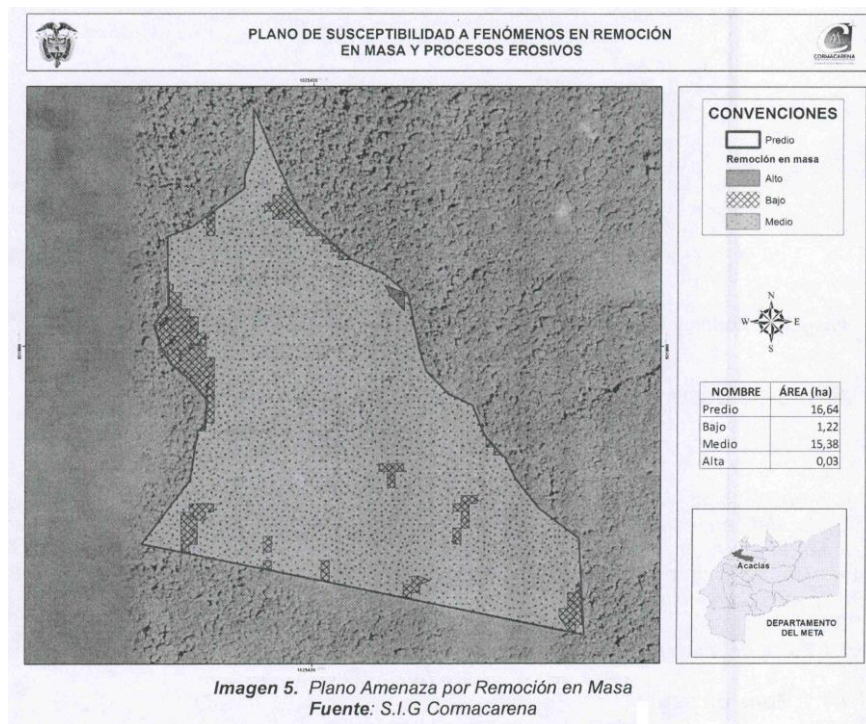 PLANO DE SUSCEPTIBILIDAD A FENÓMENOS EN REMOCIÓN
EN MASA Y PROCESOS EROSIVOS
CORMACARENA
CONVENCIONES
Predio
Remoción en masa
Alto
Bajo
Medio
N
W E
S
NOMBRE ÁREA (ha)
Predio 16,64
Bajo 1,22
Medio 15,38
Alta 0,03
Acacías
DEPARTAMENTO
DEL META
Imagen 5. Plano Amenaza por Remoción en Masa
Fuente: S.I.G Cormacarena